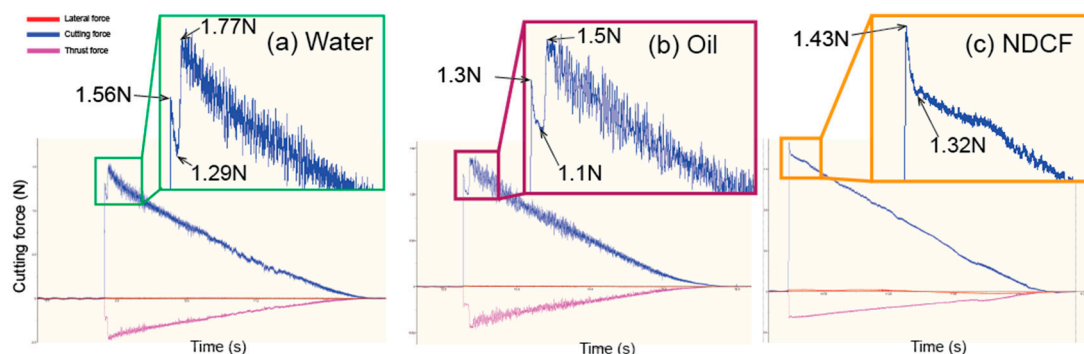 Lateral force
Cutting force
Thrust force
(a) Water
1.77N
1.56N
1.29N
(b) Oil
1.5N
1.3N
1.1N
(c) NDCF
1.43N
1.32N
Cutting force (N)
Time (s)
Time (s)
Time (s)